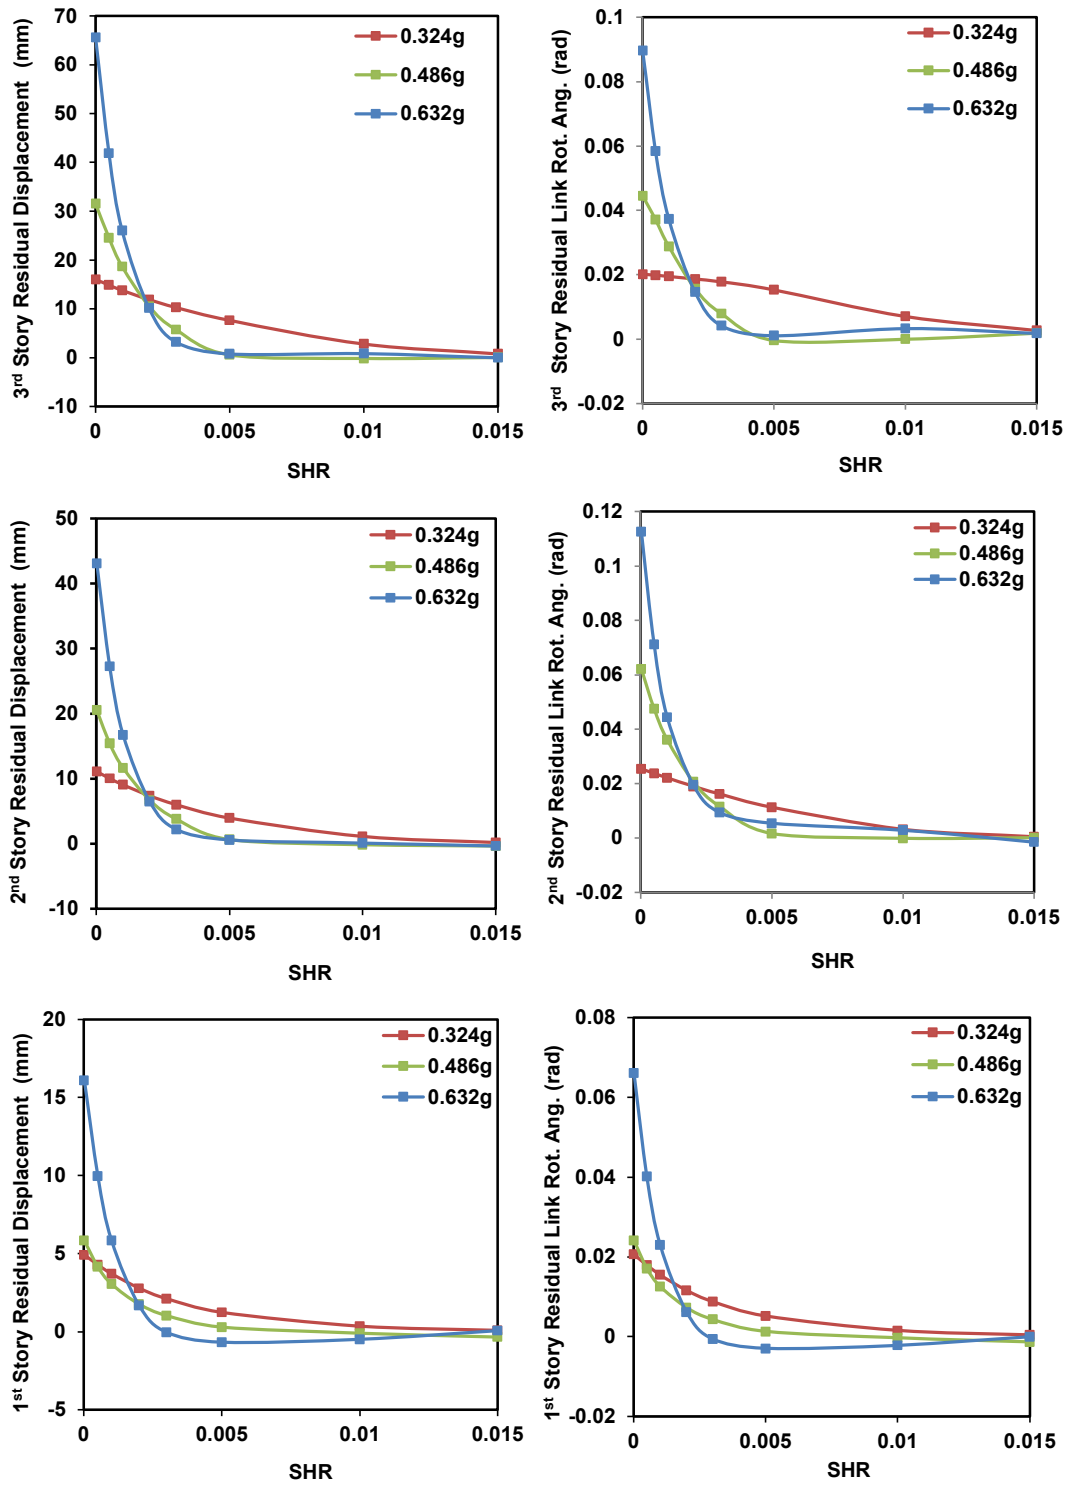 3rd Story Residual Displacement (mm)
70
60
50
40
30
20
10
0
-10
0 0.005 0.01 0.015
SHR
0.324g
0.486g
0.632g
3rd Story Residual Link Rot. Ang. (rad)
0.1
0.08
0.06
0.04
0.02
0
-0.02
0 0.005 0.01 0.015
SHR
0.324g
0.486g
0.632g
2nd Story Residual Displacement (mm)
50
40
30
20
10
0
-10
0 0.005 0.01 0.015
SHR
0.324g
0.486g
0.632g
2nd Story Residual Link Rot. Ang. (rad)
0.12
0.1
0.08
0.06
0.04
0.02
0
-0.02
0 0.005 0.01 0.015
SHR
0.324g
0.486g
0.632g
1st Story Residual Displacement (mm)
20
15
10
5
0
-5
0 0.005 0.01 0.015
SHR
0.324g
0.486g
0.632g
1st Story Residual Link Rot. Ang. (rad)
0.08
0.06
0.04
0.02
0
-0.02
0 0.005 0.01 0.015
SHR
0.324g
0.486g
0.632g